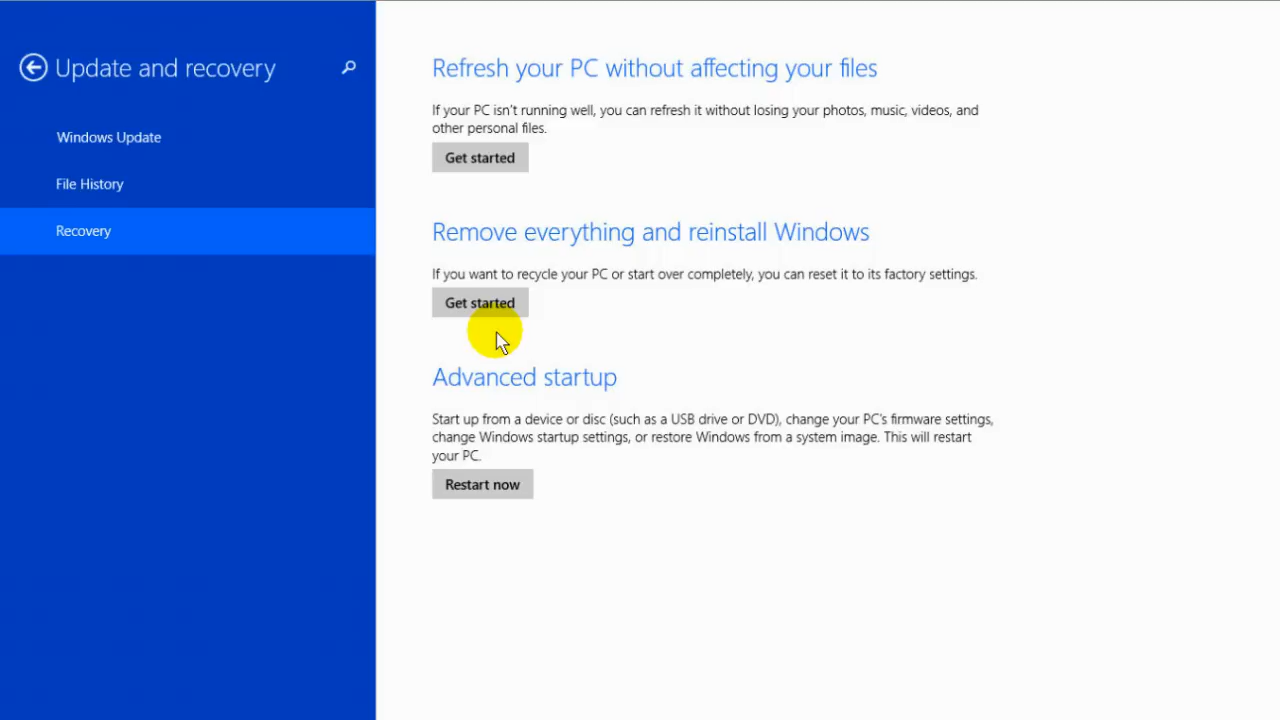 Update and recovery
Windows Update
File History
Recovery
Refresh your PC without affecting your files
If your PC isn't running well, you can refresh it without losing your photos, music, videos, and
other personal files.
Get started
Remove everything and reinstall Windows
If you want to recycle your PC or start over completely, you can reset it to its factory settings.
Get started
Advanced startup
Start up from a device or disc (such as a USB drive or DVD), change your PC's firmware settings,
change Windows startup settings, or restore Windows from a system image. This will restart
your PC.
Restart now